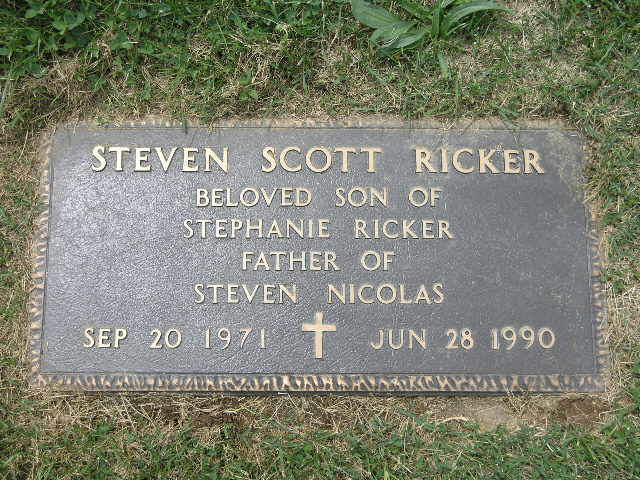 STEVEN SCOTT RICKER
BELOVED SON OF
STEPHANIE RICKER
FATHER OF
STEVEN NICOLAS
SEP 20 1971 JUN 28 1990